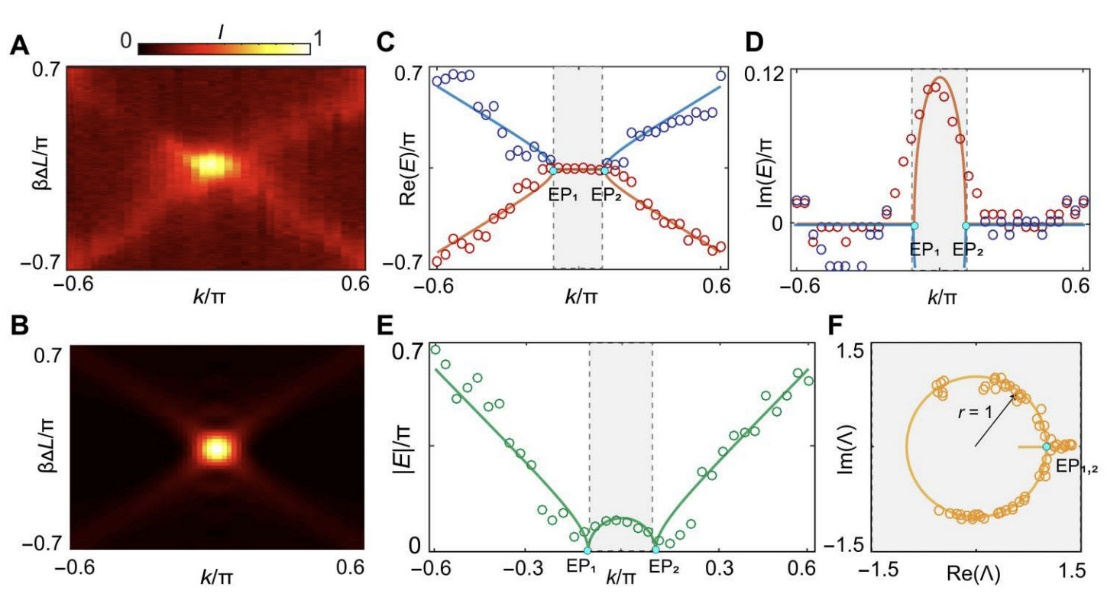 A
0 I 1
0.7
βΔL/π
−0.7
−0.6 0.6
k/π
B
0.7
βΔL/π
−0.7
−0.6 0.6
k/π
C
0.7
Re(E)/π
−0.7
EP₁ EP₂
−0.6 0.6
k/π
D
0.12
Im(E)/π
0
EP₁ EP₂
−0.6 0.6
k/π
E
0.7
|E|/π
0
−0.6 −0.3 0.3 0.6
EP₁ EP₂
k/π
F
1.5
Im(Λ)
−1.5
r = 1
EP₁,₂
−1.5 1.5
Re(Λ)